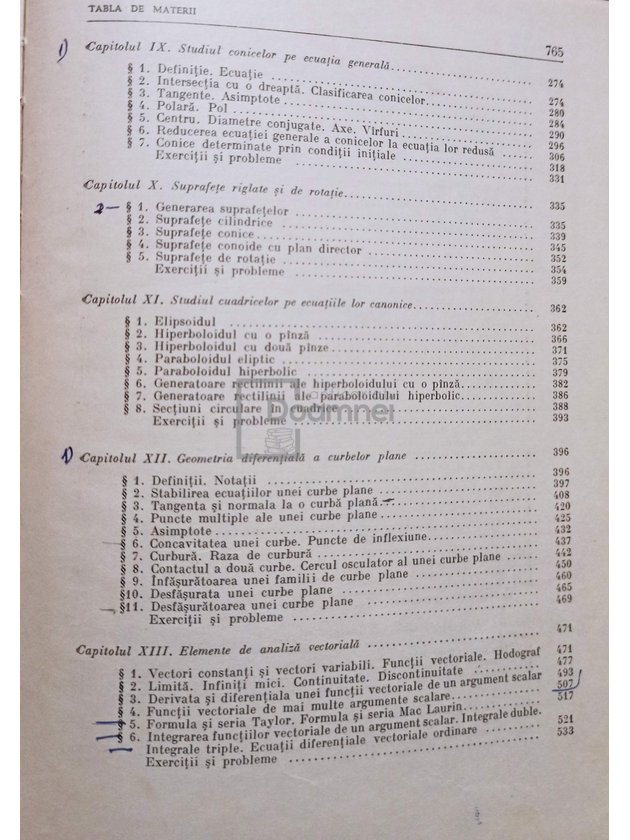 TABLA DE MATERII
765
1) Capitolul IX. Studiul conicelor pe ecuația generală 274
§ 1. Definiție. Ecuație 274
§ 2. Intersecția cu o dreaptă. Clasificarea conicelor 280
§ 3. Tangente. Asimptote 284
§ 4. Polară. Pol 290
§ 5. Centru. Diametre conjugate. Axe. Vîrfuri 296
§ 6. Reducerea ecuației generale a conicelor la ecuația lor redusă 306
§ 7. Conice determinate prin condiții inițiale 318
Exerciții și probleme 331
Capitolul X. Suprafețe riglate și de rotație 335
2 — § 1. Generarea suprafețelor 335
§ 2. Suprafețe cilindrice 339
§ 3. Suprafețe conice 345
§ 4. Suprafețe conoide cu plan director 352
§ 5. Suprafețe de rotație 354
Exerciții și probleme 359
Capitolul XI. Studiul cuadricelor pe ecuațiile lor canonice 362
§ 1. Elipsoidul 362
§ 2. Hiperboloidul cu o pînză 366
§ 3. Hiperboloidul cu două pînze 371
§ 4. Paraboloidul eliptic 375
§ 5. Paraboloidul hiperbolic 379
§ 6. Generatoare rectilinii ale hiperboloidului cu o pînză 382
§ 7. Generatoare rectilinii ale paraboloidului hiperbolic 386
§ 8. Secțiuni circulare în cuadrice 388
Exerciții și probleme 393
1) Capitolul XII. Geometria diferențială a curbelor plane 396
§ 1. Definiții. Notații 396
§ 2. Stabilirea ecuațiilor unei curbe plane 397
§ 3. Tangenta și normala la o curbă plană 408
§ 4. Puncte multiple ale unei curbe plane 420
§ 5. Asimptote 425
§ 6. Concavitatea unei curbe. Puncte de inflexiune 432
§ 7. Curbură. Raza de curbură 437
§ 8. Contactul a două curbe. Cercul osculator al unei curbe plane 442
§ 9. Înfășurătoarea unei familii de curbe plane 450
§10. Desfășurata unei curbe plane 460
§11. Desfășurătoarea unei curbe plane 465
Exerciții și probleme 469
Capitolul XIII. Elemente de analiză vectorială 471
§ 1. Vectori constanți și vectori variabili. Funcții vectoriale. Hodograf 471
§ 2. Limită. Infiniți mici. Continuitate. Discontinuitate 477
§ 3. Derivata și diferențiala unei funcții vectoriale de un argument scalar 493
§ 4. Funcții vectoriale de mai multe argumente scalare 507
§ 5. Formula și seria Taylor. Formula și seria Mac Laurin 517
§ 6. Integrarea funcțiilor vectoriale de un argument scalar. Integrale duble.
Integrale triple. Ecuații diferențiale vectoriale ordinare 521
Exerciții și probleme 533